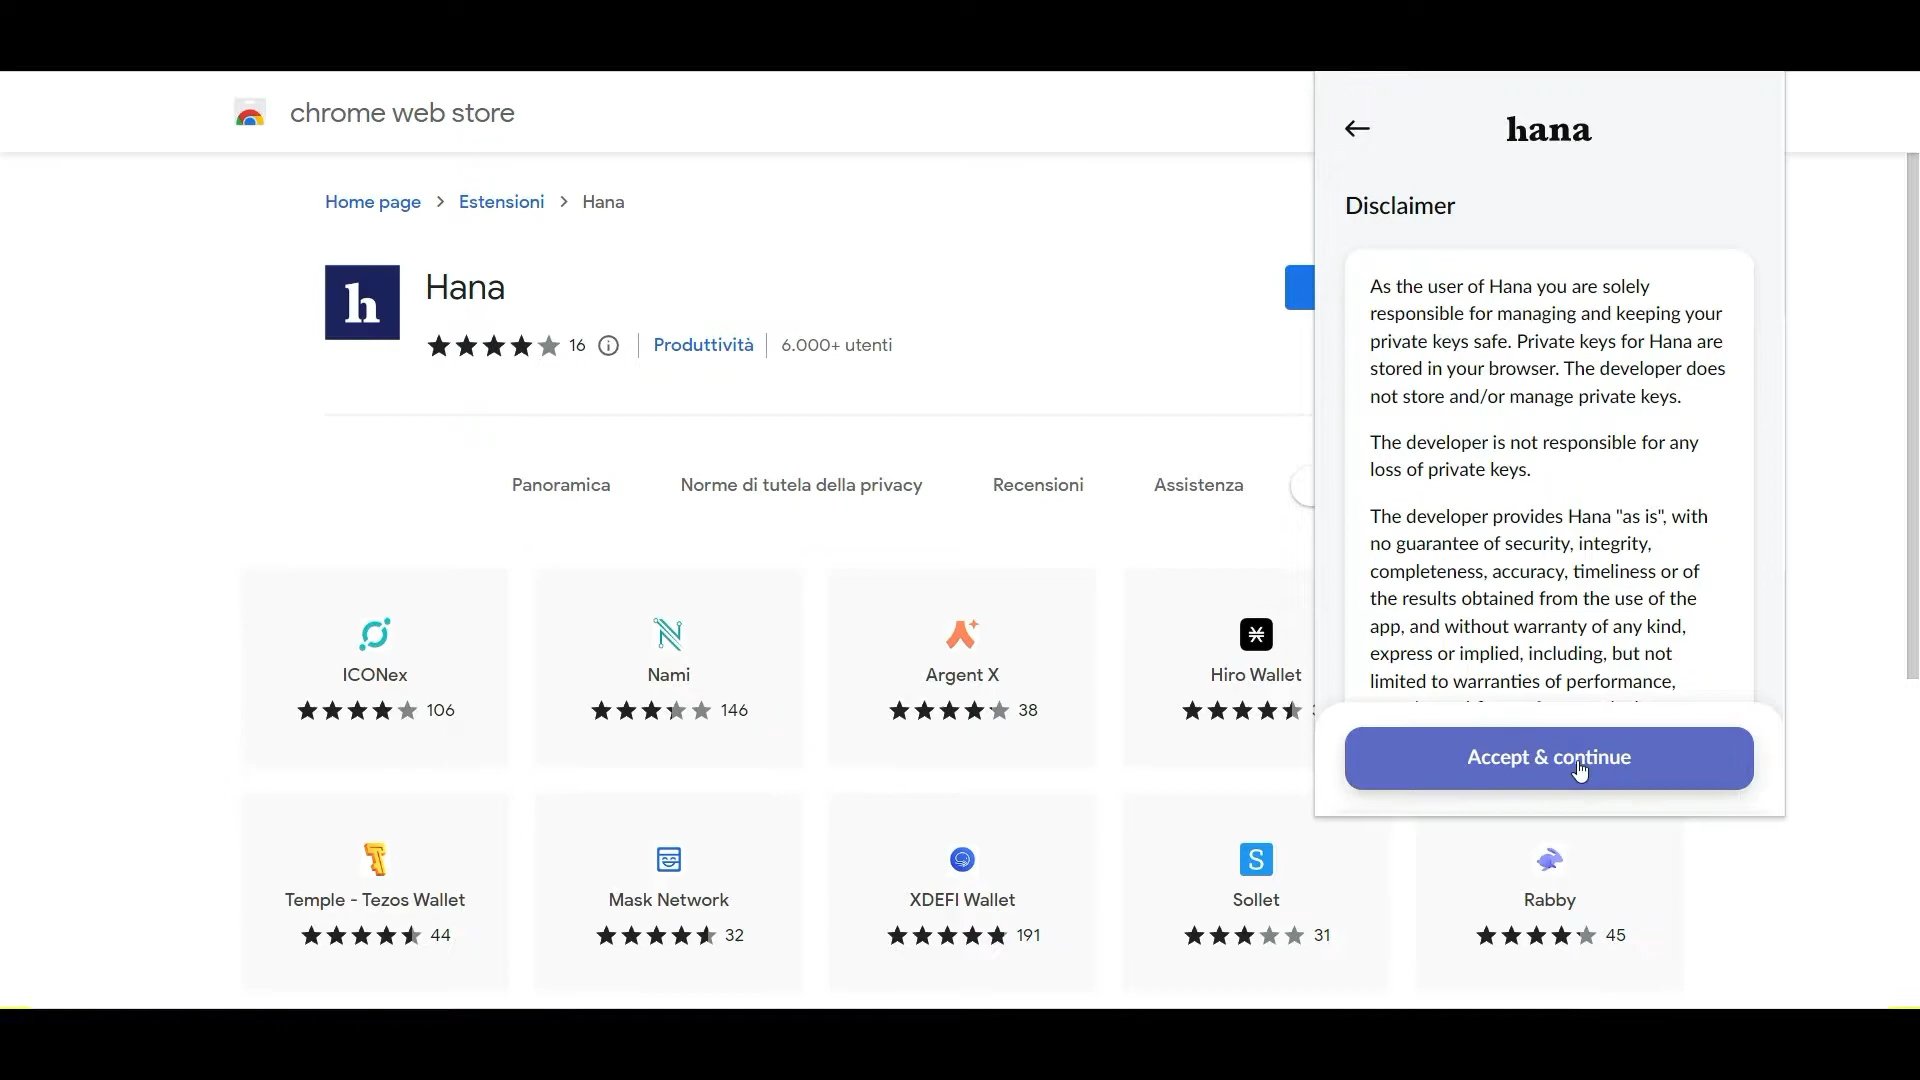 chrome web store
Home page > Estensioni > Hana
h
Hana
16 | Produttività | 6.000+ utenti
Panoramica Norme di tutela della privacy Recensioni Assistenza
ICONex
106
Nami
146
Argent X
38
Hiro Wallet
Temple - Tezos Wallet
44
Mask Network
32
XDEFI Wallet
191
S
Sollet
31
Rabby
45
hana
Disclaimer
As the user of Hana you are solely
responsible for managing and keeping your
private keys safe. Private keys for Hana are
stored in your browser. The developer does
not store and/or manage private keys.
The developer is not responsible for any
loss of private keys.
The developer provides Hana "as is", with
no guarantee of security, integrity,
completeness, accuracy, timeliness or of
the results obtained from the use of the
app, and without warranty of any kind,
express or implied, including, but not
limited to warranties of performance,
Accept & continue